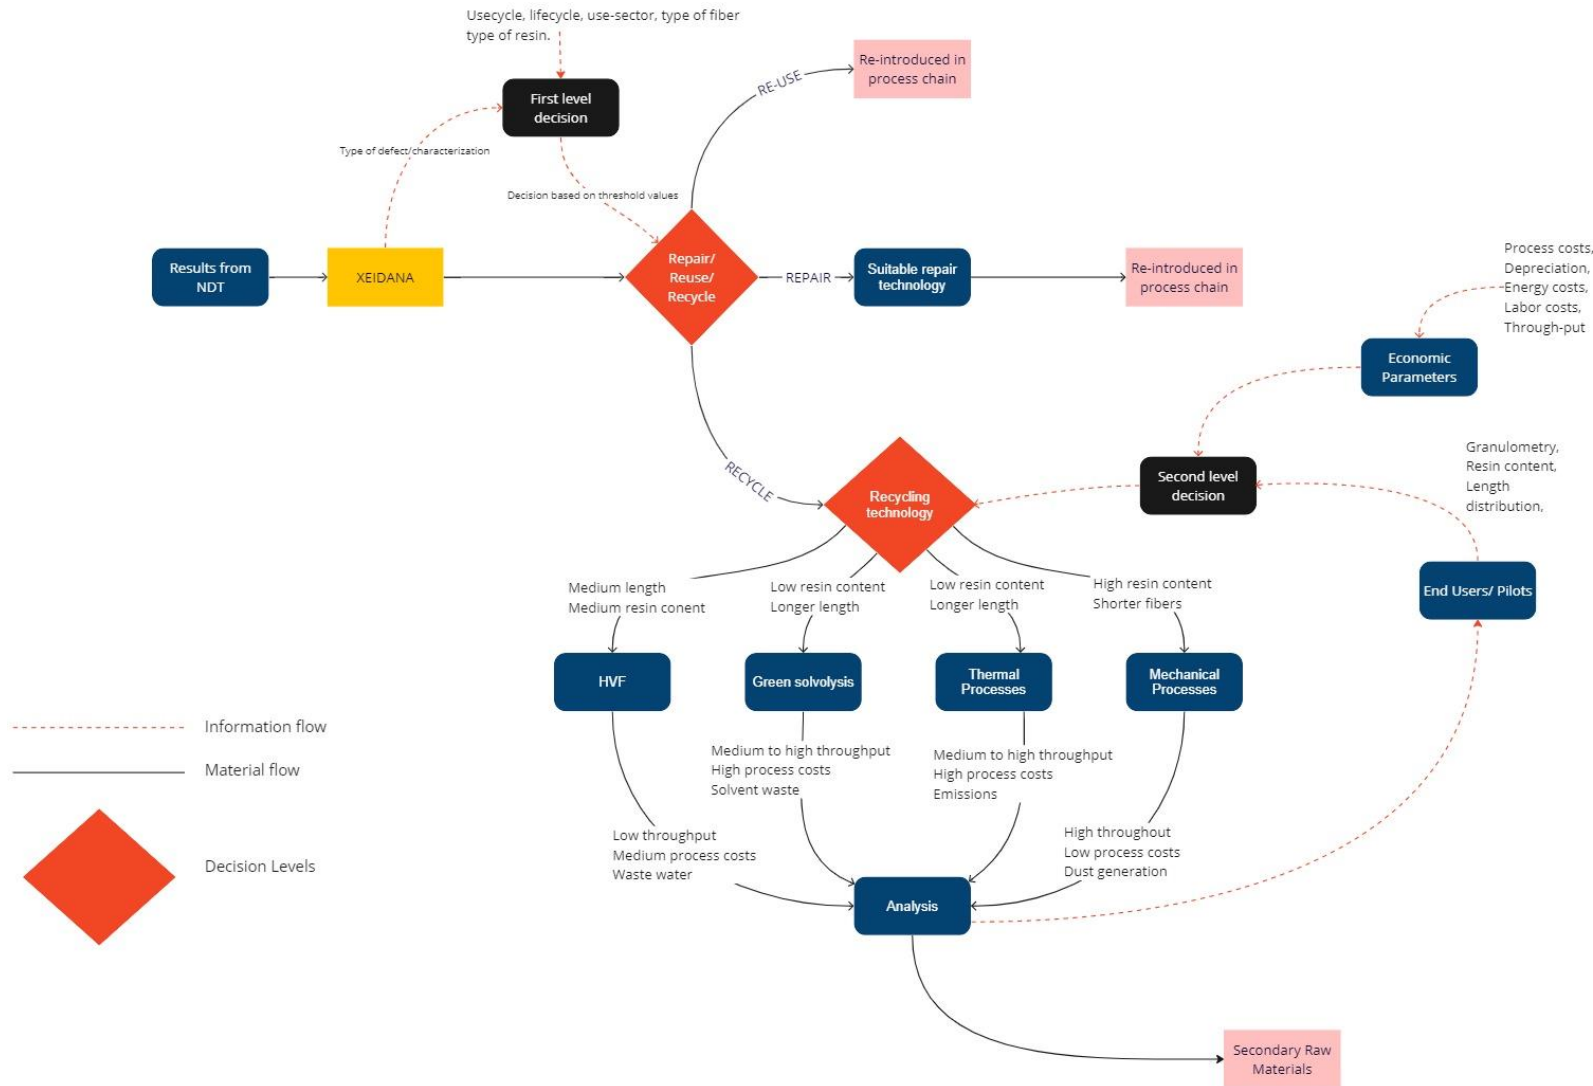 Usecycle, lifecycle, use-sector, type of fiber
type of resin.
First level
decision
RE-USE
Re-introduced in
process chain
Type of defect/characterization
Decision based on threshold values
Results from
NDT
XEIDANA
Repair/
Reuse/
Recycle
REPAIR
Suitable repair
technology
Re-introduced in
process chain
Process costs,
Depreciation,
Energy costs,
Labor costs,
Through-put
Economic
Parameters
RECYCLE
Recycling
technology
Second level
decision
Granulometry,
Resin content,
Length
distribution,
End Users/ Pilots
Medium length
Medium resin conent
Low resin content
Longer length
Low resin content
Longer length
High resin content
Shorter fibers
HVF
Green solvolysis
Thermal
Processes
Mechanical
Processes
Information flow
Material flow
Decision Levels
Low throughput
Medium process costs
Waste water
Medium to high throughput
High process costs
Solvent waste
Medium to high throughput
High process costs
Emissions
High throughout
Low process costs
Dust generation
Analysis
Secondary Raw
Materials